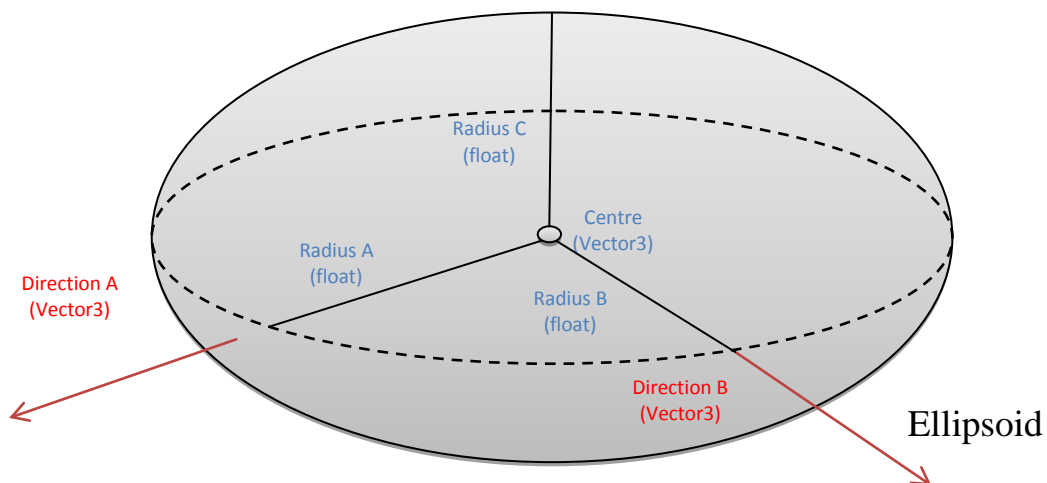 Radius C
(float)
Centre
(Vector3)
Radius A
(float)
Direction A
(Vector3)
Radius B
(float)
Direction B
(Vector3)
Ellipsoid